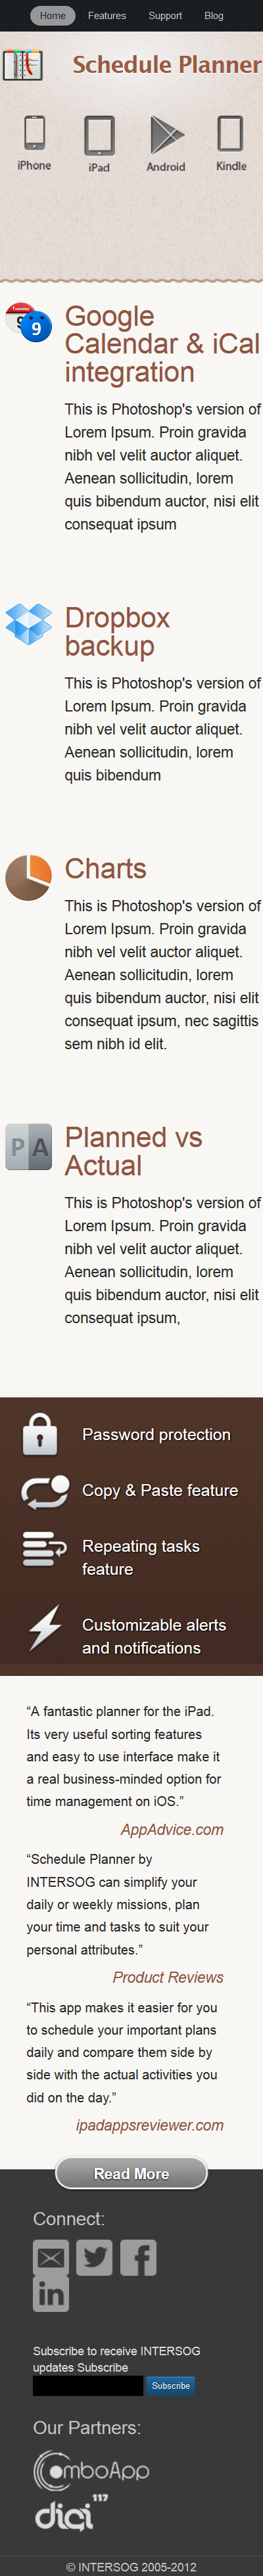 Home Features Support Blog
Schedule Planner
iPhone iPad Android Kindle
Tuesday
9
Google
Calendar & iCal
integration
This is Photoshop's version of
Lorem Ipsum. Proin gravida
nibh vel velit auctor aliquet.
Aenean sollicitudin, lorem
quis bibendum auctor, nisi elit
consequat ipsum
Dropbox
backup
This is Photoshop's version of
Lorem Ipsum. Proin gravida
nibh vel velit auctor aliquet.
Aenean sollicitudin, lorem
quis bibendum
Charts
This is Photoshop's version of
Lorem Ipsum. Proin gravida
nibh vel velit auctor aliquet.
Aenean sollicitudin, lorem
quis bibendum auctor, nisi elit
consequat ipsum, nec sagittis
sem nibh id elit.
P A
Planned vs
Actual
This is Photoshop's version of
Lorem Ipsum. Proin gravida
nibh vel velit auctor aliquet.
Aenean sollicitudin, lorem
quis bibendum auctor, nisi elit
consequat ipsum,
Password protection
Copy & Paste feature
Repeating tasks
feature
Customizable alerts
and notifications
“A fantastic planner for the iPad.
Its very useful sorting features
and easy to use interface make it
a real business-minded option for
time management on iOS.”
AppAdvice.com
“Schedule Planner by
INTERSOG can simplify your
daily or weekly missions, plan
your time and tasks to suit your
personal attributes.”
Product Reviews
“This app makes it easier for you
to schedule your important plans
daily and compare them side by
side with the actual activities you
did on the day.”
ipadappsreviewer.com
Read More
Connect:
in
Subscribe to receive INTERSOG
updates Subscribe
Subscribe
Our Partners:
ComboApp
digi117
© INTERSOG 2005-2012